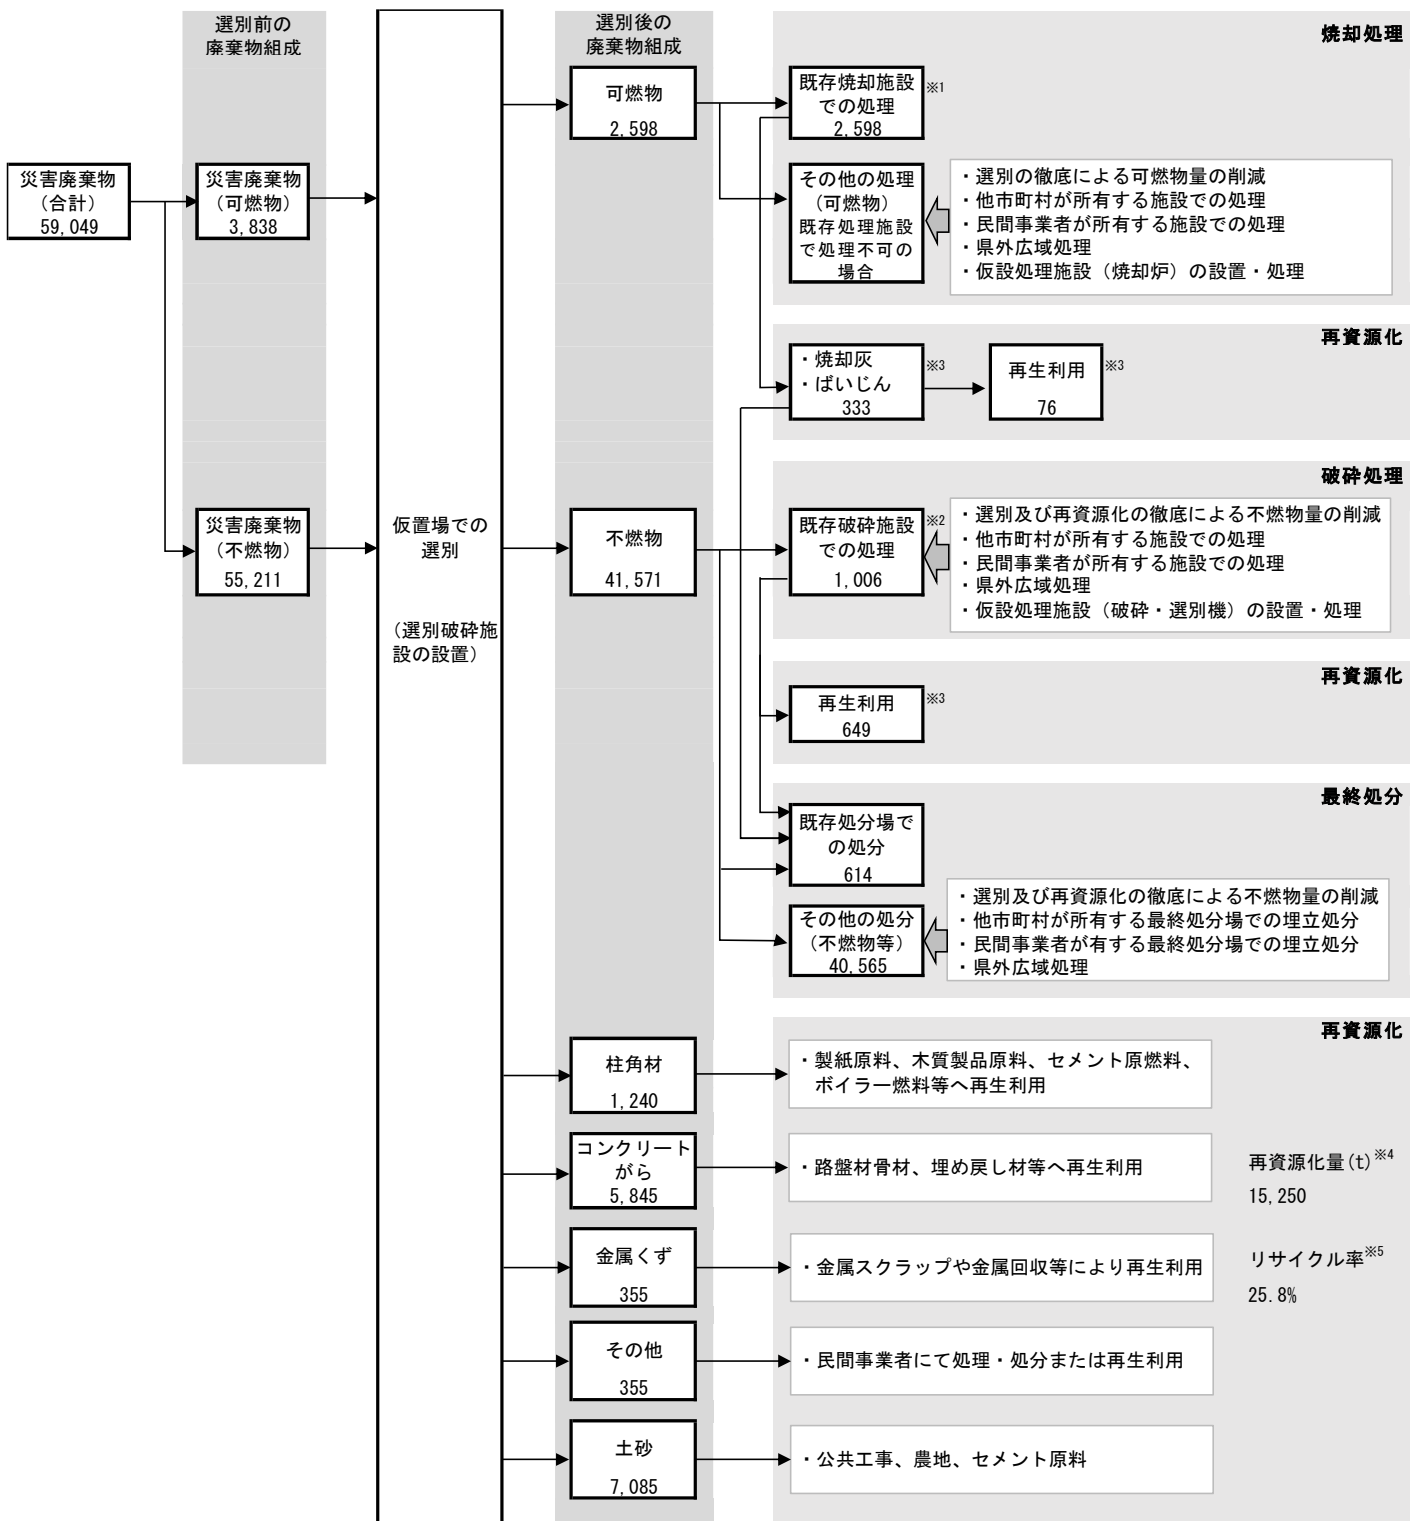 選別前の
廃棄物組成
選別後の
廃棄物組成
災害廃棄物
(合計)
59,049
災害廃棄物
(可燃物)
3,838
災害廃棄物
(不燃物)
55,211
仮置場での
選別
(選別破砕施
設の設置)
可燃物
2,598
不燃物
41,571
柱角材
1,240
コンクリート
がら
5,845
金属くず
355
その他
355
土砂
7,085
焼却処理
既存焼却施設
での処理
2,598
※1
その他の処理
(可燃物)
既存処理施設
で処理不可の
場合
・選別の徹底による可燃物量の削減
・他市町村が所有する施設での処理
・民間事業者が所有する施設での処理
・県外広域処理
・仮設処理施設(焼却炉)の設置・処理
再資源化
・焼却灰
・ばいじん
333
※3
再生利用
76
※3
破砕処理
既存破砕施設
での処理
1,006
※2
・選別及び再資源化の徹底による不燃物量の削減
・他市町村が所有する施設での処理
・民間事業者が所有する施設での処理
・県外広域処理
・仮設処理施設(破砕・選別機)の設置・処理
再資源化
再生利用
649
※3
最終処分
既存処分場で
の処分
614
その他の処分
(不燃物等)
40,565
・選別及び再資源化の徹底による不燃物量の削減
・他市町村が所有する最終処分場での埋立処分
・民間事業者が有する最終処分場での埋立処分
・県外広域処理
再資源化
・製紙原料、木質製品原料、セメント原燃料、
ボイラー燃料等へ再生利用
・路盤材骨材、埋め戻し材等へ再生利用
・金属スクラップや金属回収等により再生利用
・民間事業者にて処理・処分または再生利用
・公共工事、農地、セメント原料
再資源化量(t)※4
15,250
リサイクル率※5
25.8%